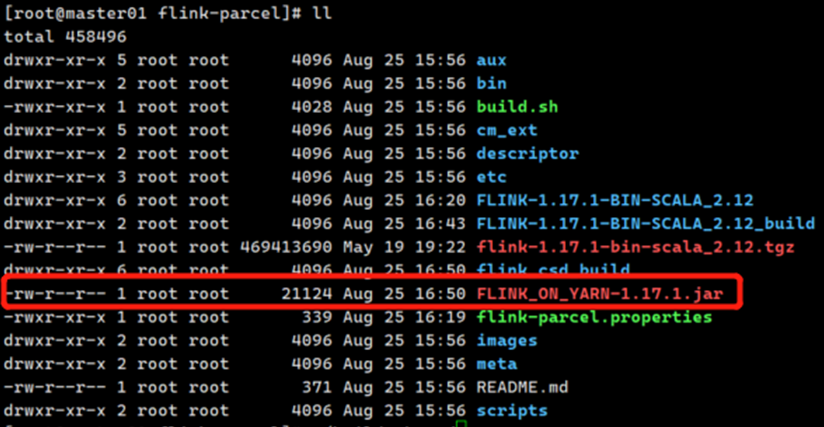 [root@master01 flink-parcel]# ll
total 458496
drwxr-xr-x 5 root root 4096 Aug 25 15:56 aux
drwxr-xr-x 2 root root 4096 Aug 25 15:56 bin
-rwxr-xr-x 1 root root 4028 Aug 25 15:56 build.sh
drwxr-xr-x 5 root root 4096 Aug 25 15:56 cm_ext
drwxr-xr-x 2 root root 4096 Aug 25 15:56 descriptor
drwxr-xr-x 3 root root 4096 Aug 25 15:56 etc
drwxr-xr-x 6 root root 4096 Aug 25 16:20 FLINK-1.17.1-BIN-SCALA_2.12
drwxr-xr-x 2 root root 4096 Aug 25 16:43 FLINK-1.17.1-BIN-SCALA_2.12_build
-rw-r--r-- 1 root root 469413690 May 19 19:22 flink-1.17.1-bin-scala_2.12.tgz
drwxr-xr-x 6 root root 4096 Aug 25 16:50 flink_csd_build
-rw-r--r-- 1 root root 21124 Aug 25 16:50 FLINK_ON_YARN-1.17.1.jar
-rwxr-xr-x 1 root root 339 Aug 25 16:19 flink-parcel.properties
drwxr-xr-x 2 root root 4096 Aug 25 15:56 images
drwxr-xr-x 2 root root 4096 Aug 25 15:56 meta
-rw-r--r-- 1 root root 371 Aug 25 15:56 README.md
drwxr-xr-x 2 root root 4096 Aug 25 15:56 scripts